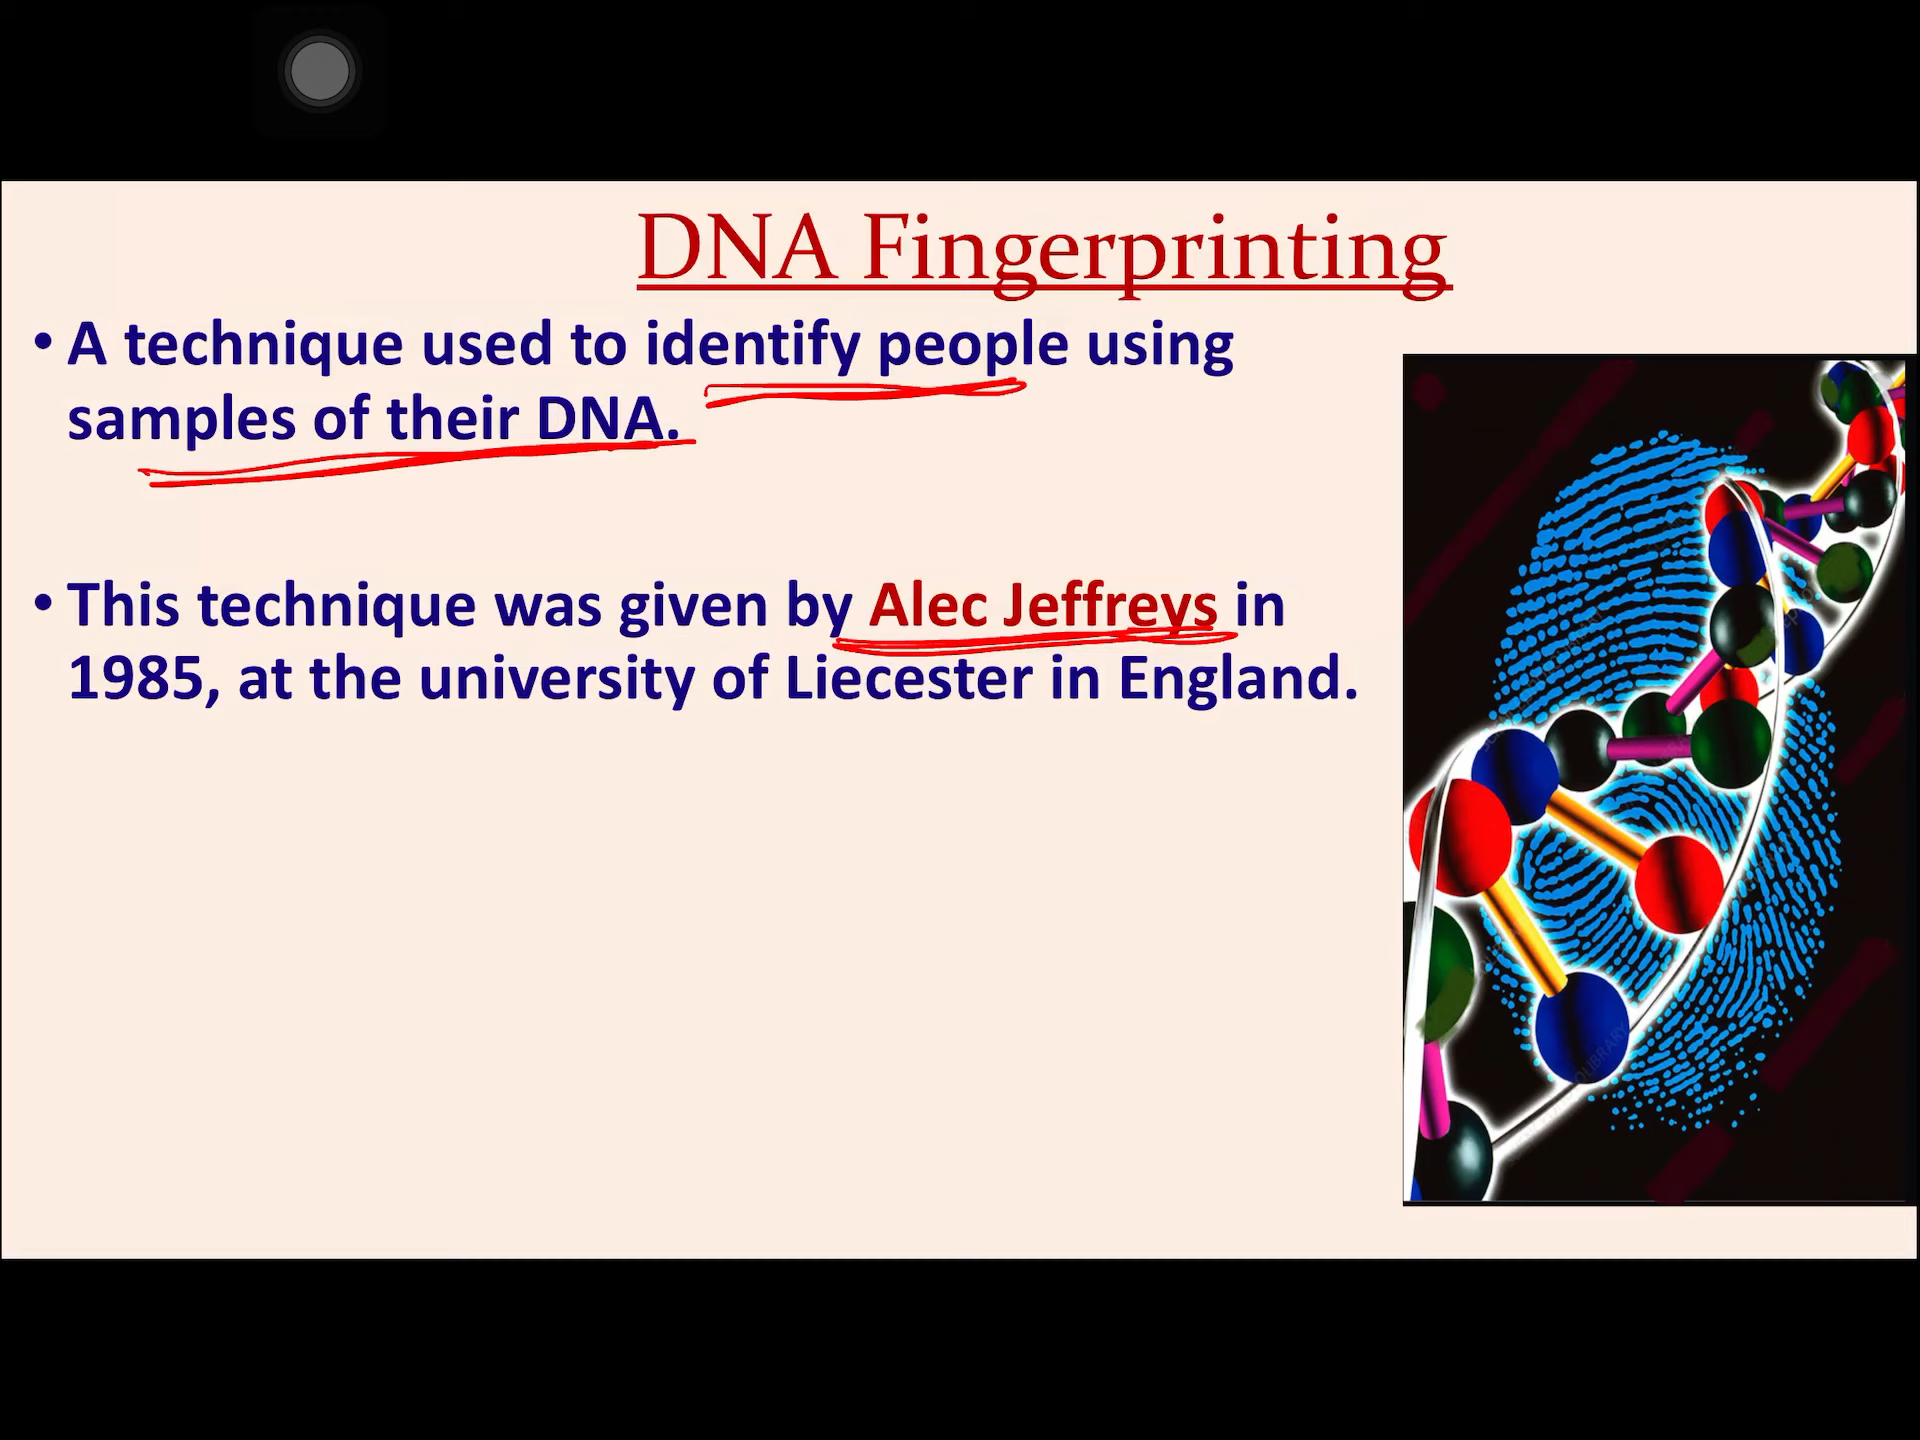 DNA Fingerprinting
• A technique used to identify people using
samples of their DNA.
• This technique was given by Alec Jeffreys in
1985, at the university of Liecester in England.